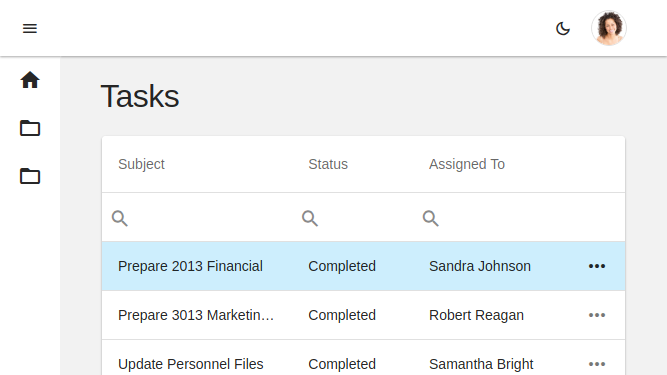 Tasks
Subject Status Assigned To
Prepare 2013 Financial Completed Sandra Johnson
Prepare 3013 Marketin… Completed Robert Reagan
Update Personnel Files Completed Samantha Bright